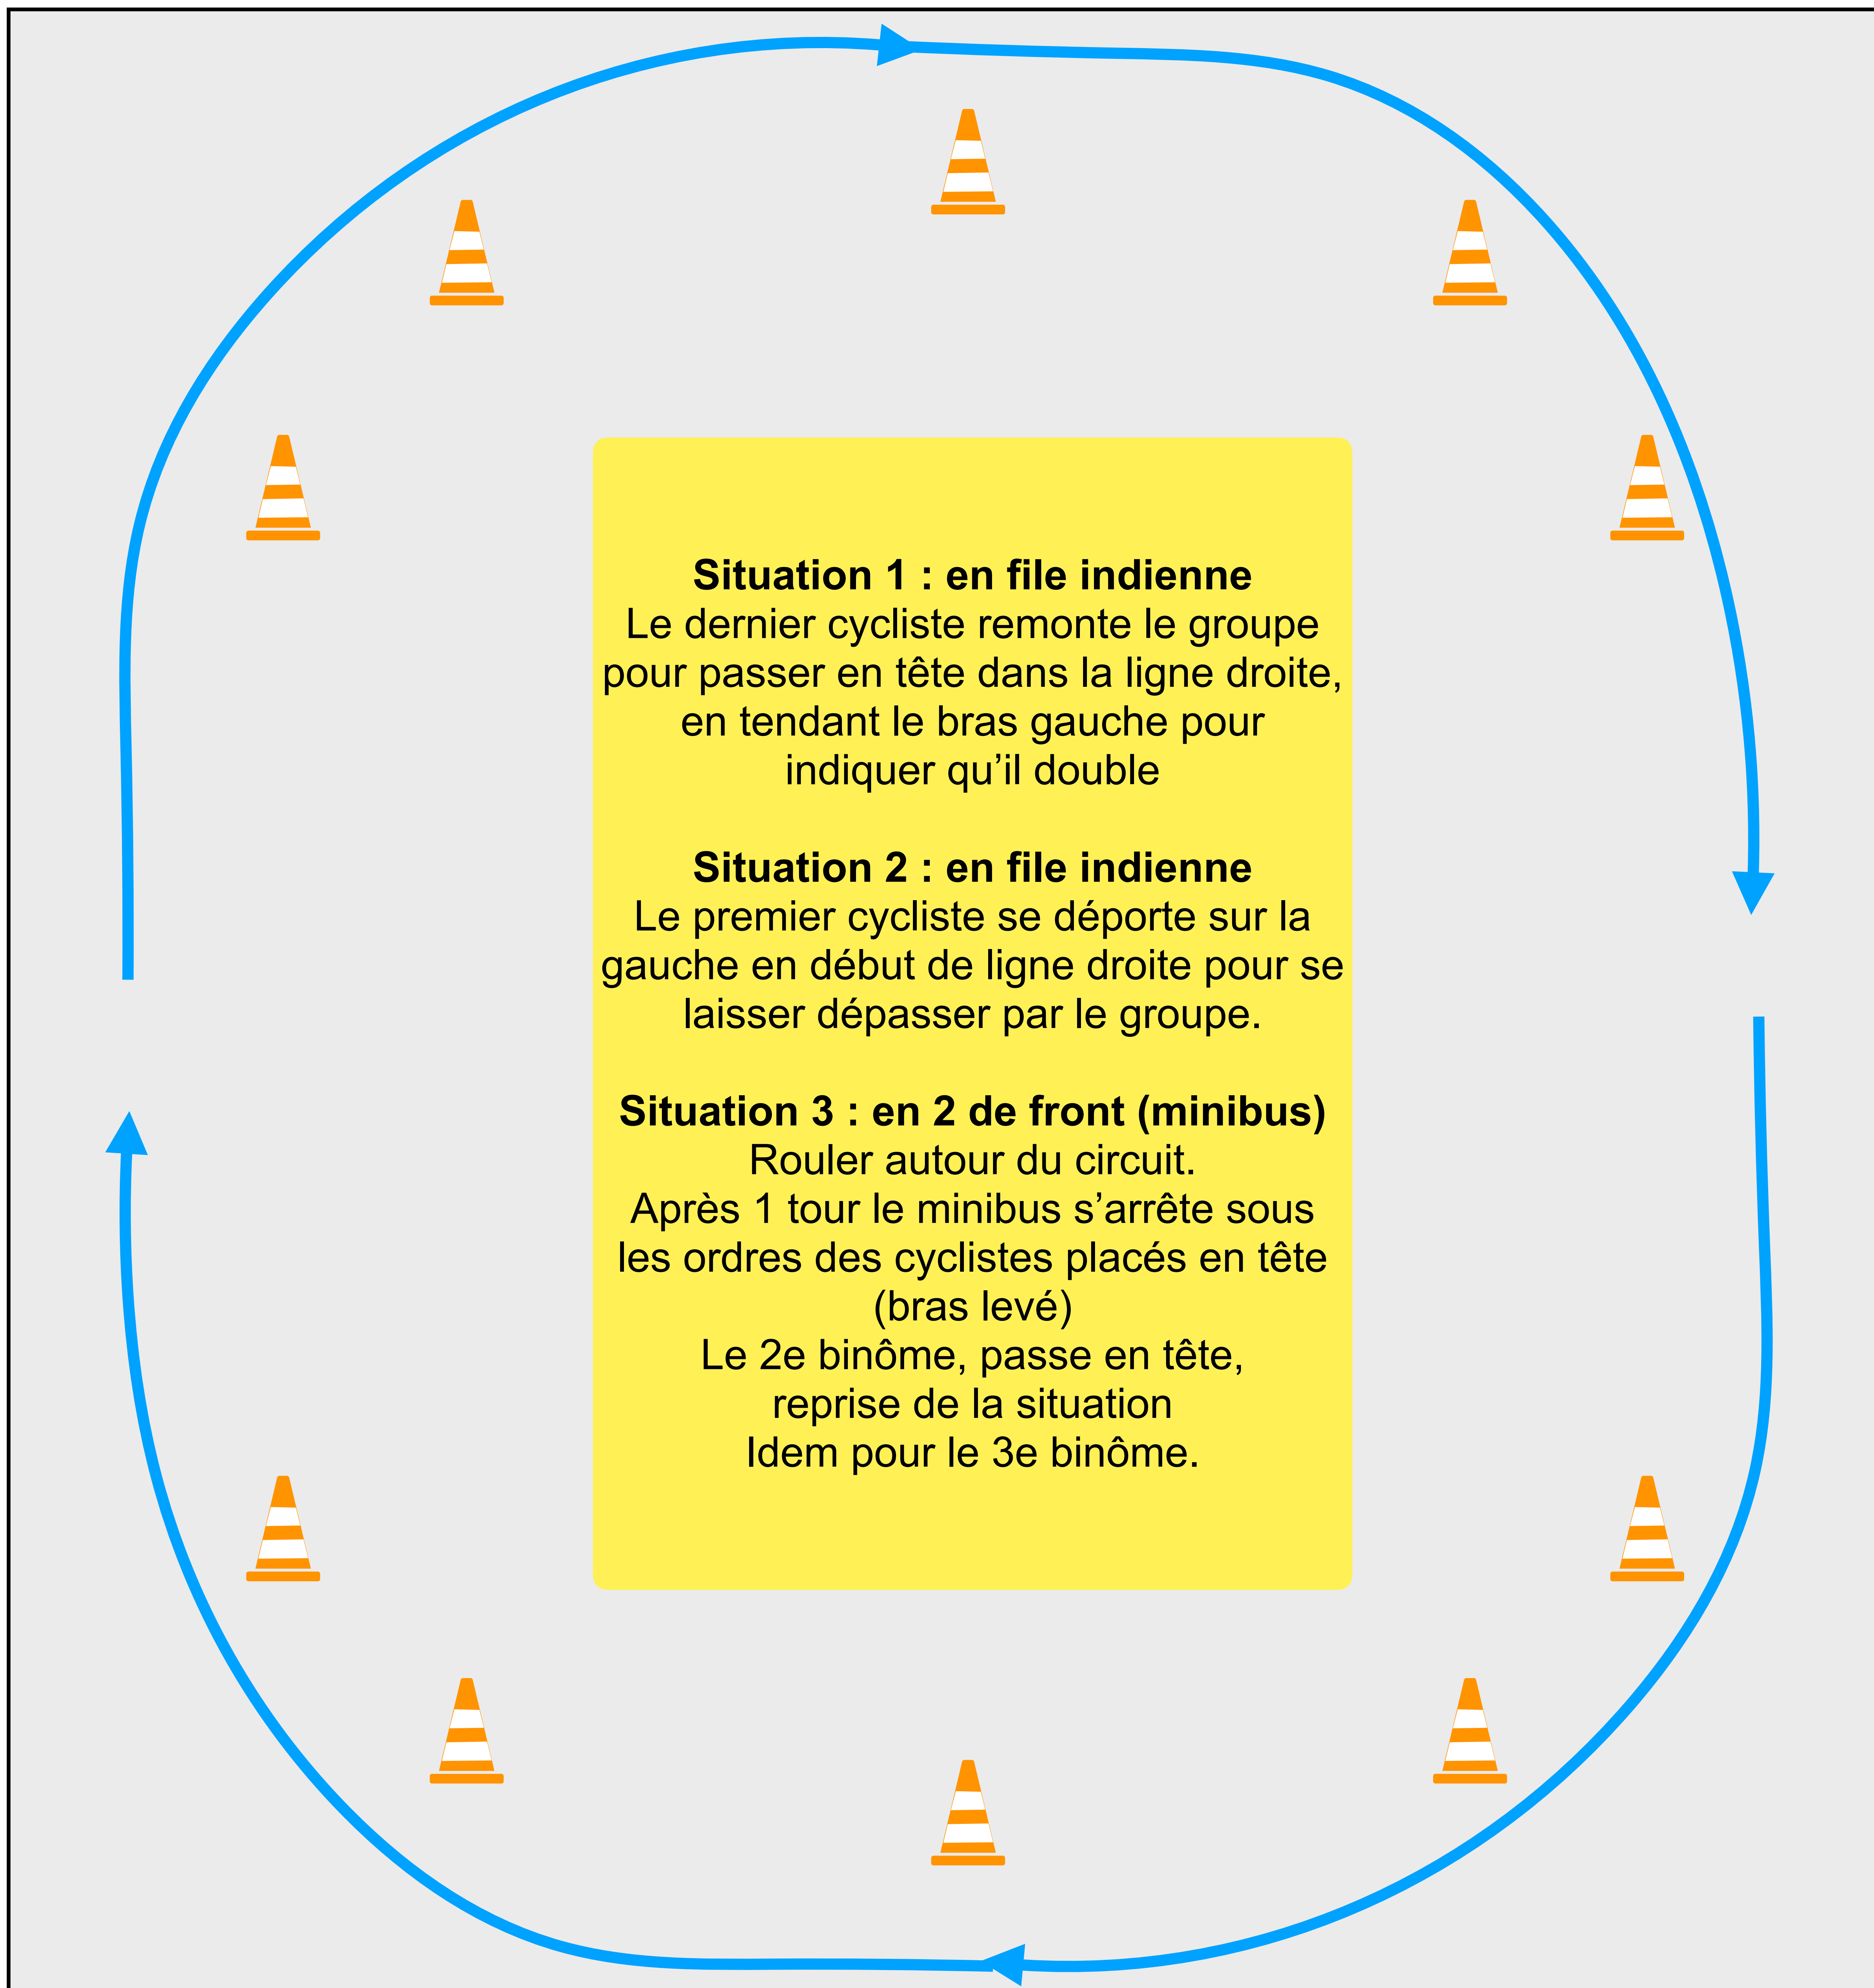 Situation 1 : en file indienne
Le dernier cycliste remonte le groupe
pour passer en tête dans la ligne droite,
en tendant le bras gauche pour
indiquer qu’il double
Situation 2 : en file indienne
Le premier cycliste se déporte sur la
gauche en début de ligne droite pour se
laisser dépasser par le groupe.
Situation 3 : en 2 de front (minibus)
Rouler autour du circuit.
Après 1 tour le minibus s’arrête sous
les ordres des cyclistes placés en tête
(bras levé)
Le 2e binôme, passe en tête,
reprise de la situation
Idem pour le 3e binôme.